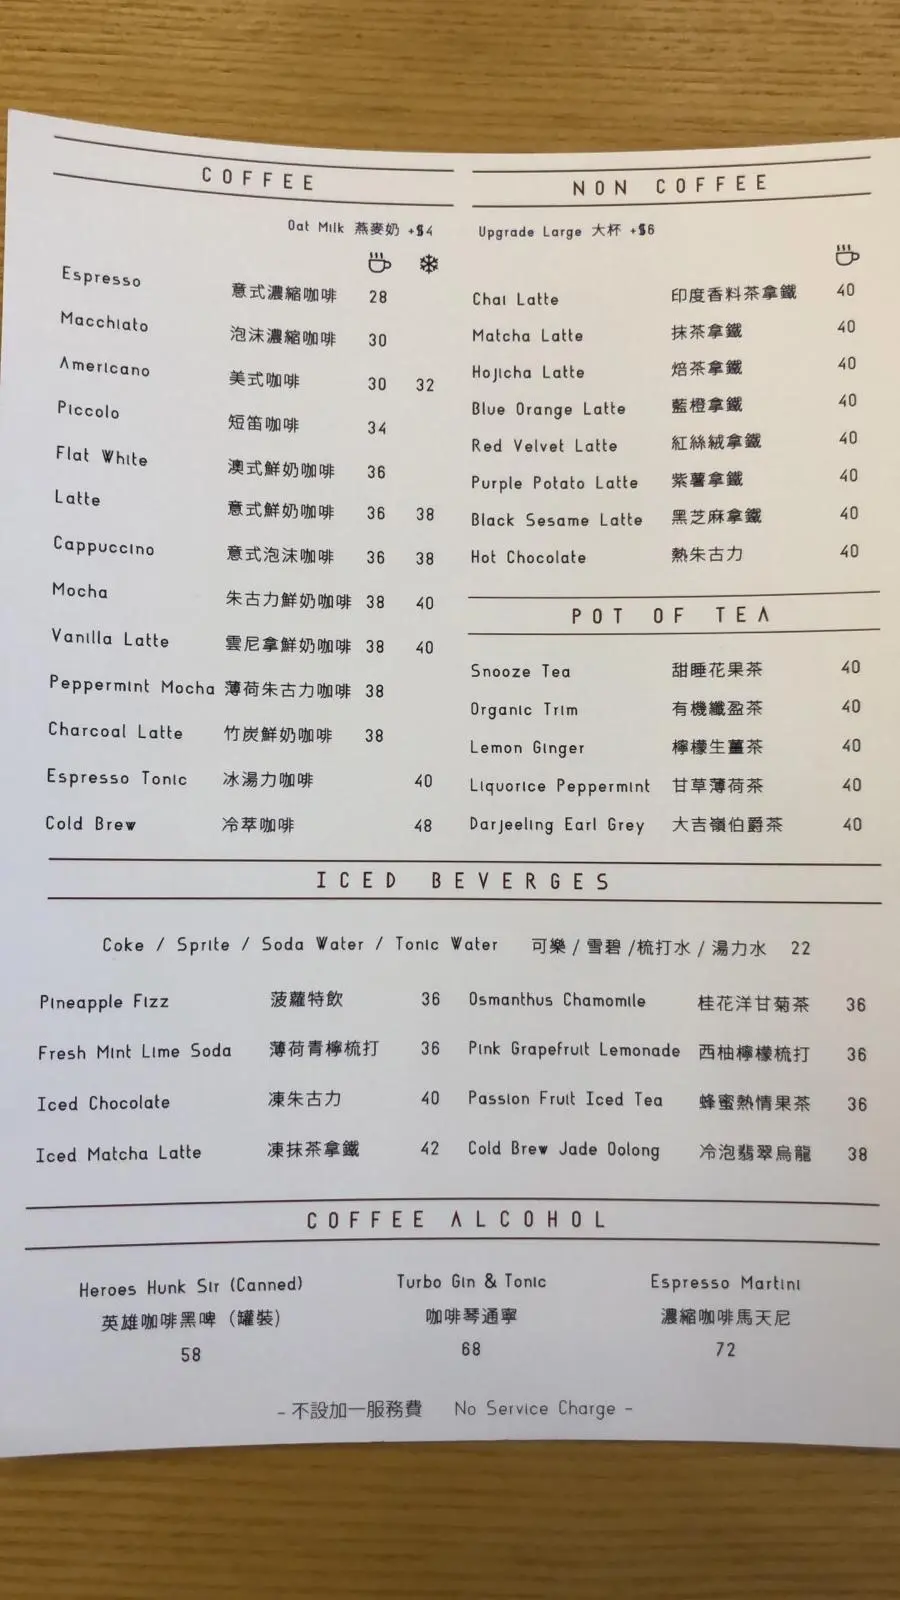 COFFEE
Oat Milk 燕麥奶 +$4
Espresso 意式濃縮咖啡 28
Macchiato 泡沫濃縮咖啡 30
Americano 美式咖啡 30 32
Piccolo 短笛咖啡 34
Flat White 澳式鮮奶咖啡 36
Latte 意式鮮奶咖啡 36 38
Cappuccino 意式泡沫咖啡 36 38
Mocha 朱古力鮮奶咖啡 38 40
Vanilla Latte 雲尼拿鮮奶咖啡 38 40
Peppermint Mocha 薄荷朱古力咖啡 38
Charcoal Latte 竹炭鮮奶咖啡 38
Espresso Tonic 冰湯力咖啡 40
Cold Brew 冷萃咖啡 48
NON COFFEE
Upgrade Large 大杯 +$6
Chai Latte 印度香料茶拿鐵 40
Matcha Latte 抹茶拿鐵 40
Hojicha Latte 焙茶拿鐵 40
Blue Orange Latte 藍橙拿鐵 40
Red Velvet Latte 紅絲絨拿鐵 40
Purple Potato Latte 紫薯拿鐵 40
Black Sesame Latte 黑芝麻拿鐵 40
Hot Chocolate 熱朱古力 40
POT OF TEA
Snooze Tea 甜睡花果茶 40
Organic Trim 有機纖盈茶 40
Lemon Ginger 檸檬生薑茶 40
Liquorice Peppermint 甘草薄荷茶 40
Darjeeling Earl Grey 大吉嶺伯爵茶 40
ICED BEVERGES
Coke / Sprite / Soda Water / Tonic Water 可樂 / 雪碧 /梳打水 / 湯力水 22
Pineapple Fizz 菠蘿特飲 36
Fresh Mint Lime Soda 薄荷青檸梳打 36
Iced Chocolate 凍朱古力 40
Iced Matcha Latte 凍抹茶拿鐵 42
Osmanthus Chamomile 桂花洋甘菊茶 36
Pink Grapefruit Lemonade 西柚檸檬梳打 36
Passion Fruit Iced Tea 蜂蜜熱情果茶 36
Cold Brew Jade Oolong 冷泡翡翠烏龍 38
COFFEE ALCOHOL
Heroes Hunk Sir (Canned)
英雄咖啡黑啤（罐裝）
58
Turbo Gin & Tonic
咖啡琴通寧
68
Espresso Martini
濃縮咖啡馬天尼
72
- 不設加一服務費 No Service Charge -